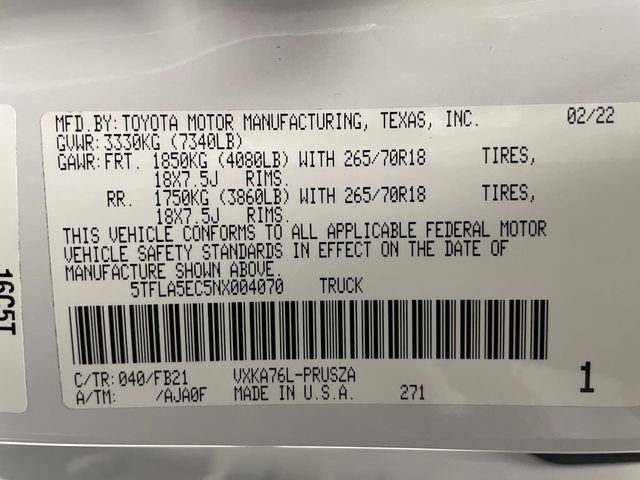 MFD.BY:TOYOTA MOTOR MANUFACTURING, TEXAS, INC. 02/22
GVWR:3330KG (7340LB)
GAWR:FRT. 1850KG (4080LB) WITH 265/70R18 TIRES,
18X7.5J RIMS.
RR. 1750KG (3860LB) WITH 265/70R18 TIRES,
18X7.5J RIMS.
THIS VEHICLE CONFORMS TO ALL APPLICABLE FEDERAL MOTOR
VEHICLE SAFETY STANDARDS IN EFFECT ON THE DATE OF
MANUFACTURE SHOWN ABOVE.
5TFLA5EC5NX004070 TRUCK
C/TR:040/FB21 VXKA76L-PRUSZA
A/TM: /AJA0F MADE IN U.S.A. 271
1
16C5T